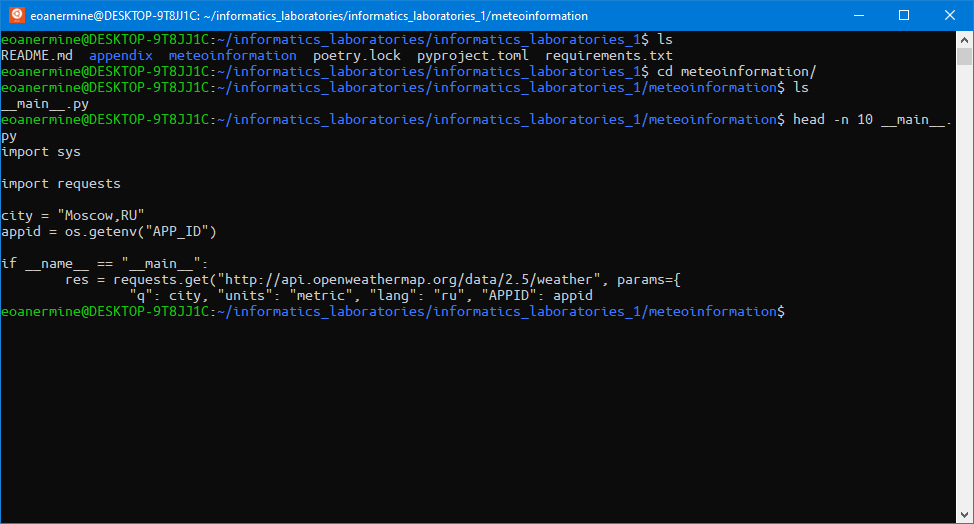 eoanermine@DESKTOP-9T8JJ1C: ~/informatics_laboratories/informatics_laboratories_1/meteoinformation
eoanermine@DESKTOP-9T8JJ1C:~/informatics_laboratories/informatics_laboratories_1$ ls
README.md  appendix  meteoinformation  poetry.lock  pyproject.toml  requirements.txt
eoanermine@DESKTOP-9T8JJ1C:~/informatics_laboratories/informatics_laboratories_1$ cd meteoinformation/
eoanermine@DESKTOP-9T8JJ1C:~/informatics_laboratories/informatics_laboratories_1/meteoinformation$ ls
__main__.py
eoanermine@DESKTOP-9T8JJ1C:~/informatics_laboratories/informatics_laboratories_1/meteoinformation$ head -n 10 __main__.
py
import sys
import requests
city = "Moscow,RU"
appid = os.getenv("APP_ID")
if __name__ == "__main__":
        res = requests.get("http://api.openweathermap.org/data/2.5/weather", params={
                "q": city, "units": "metric", "lang": "ru", "APPID": appid
eoanermine@DESKTOP-9T8JJ1C:~/informatics_laboratories/informatics_laboratories_1/meteoinformation$